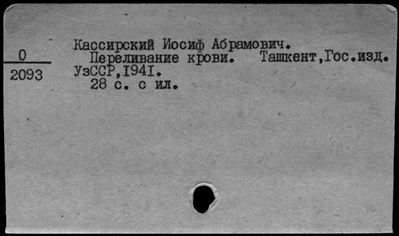 Кассирский Иосиф Абрамович.
0
Переливание крови. Ташкент,Гос.изд.
2093
УзССР,1941.
28 с. с ил.